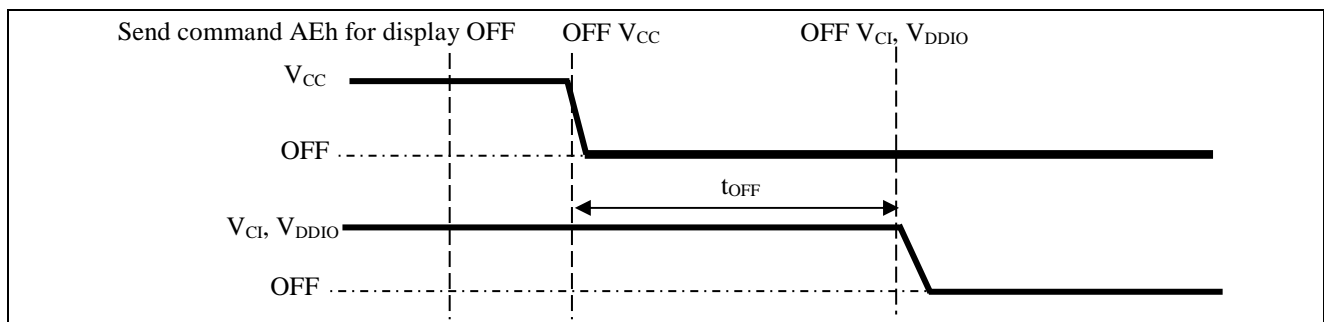 Send command AEh for display OFF OFF VCC OFF VCI, VDDIO
VCC
OFF
tOFF
VCI, VDDIO
OFF